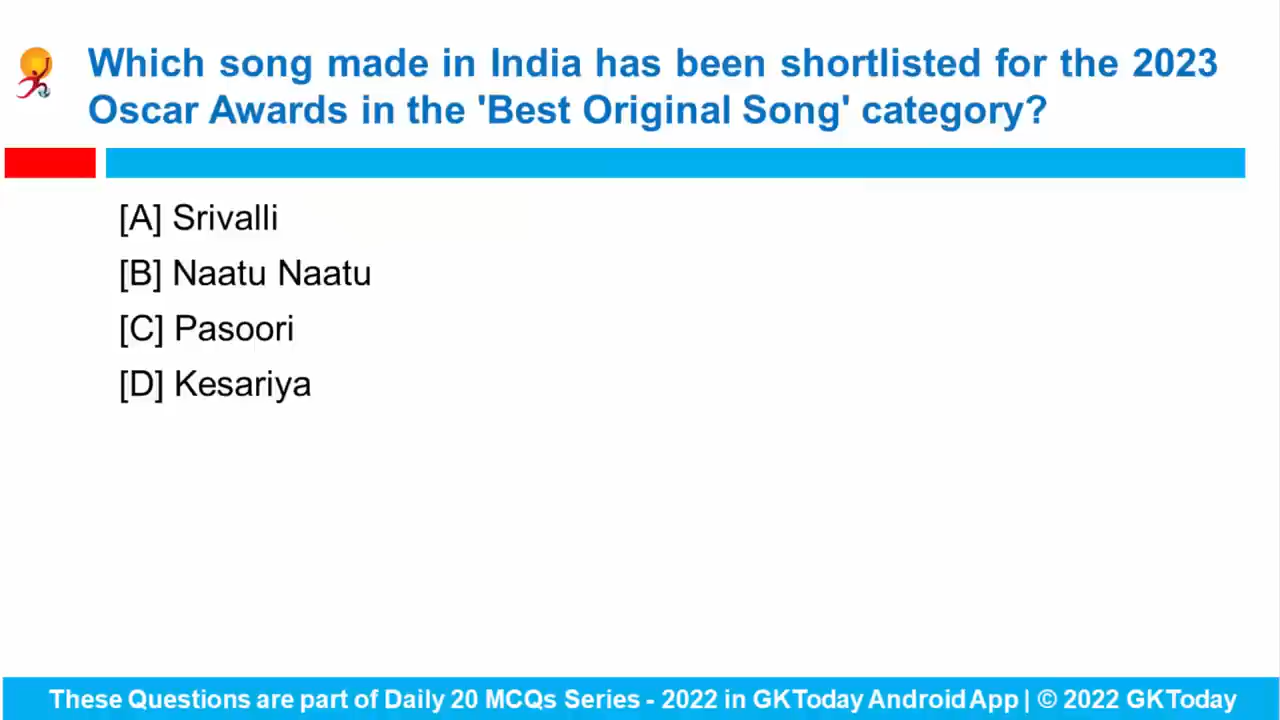 Which song made in India has been shortlisted for the 2023
Oscar Awards in the 'Best Original Song' category?
[A] Srivalli
[B] Naatu Naatu
[C] Pasoori
[D] Kesariya
These Questions are part of Daily 20 MCQs Series - 2022 in GKToday Android App | © 2022 GKToday